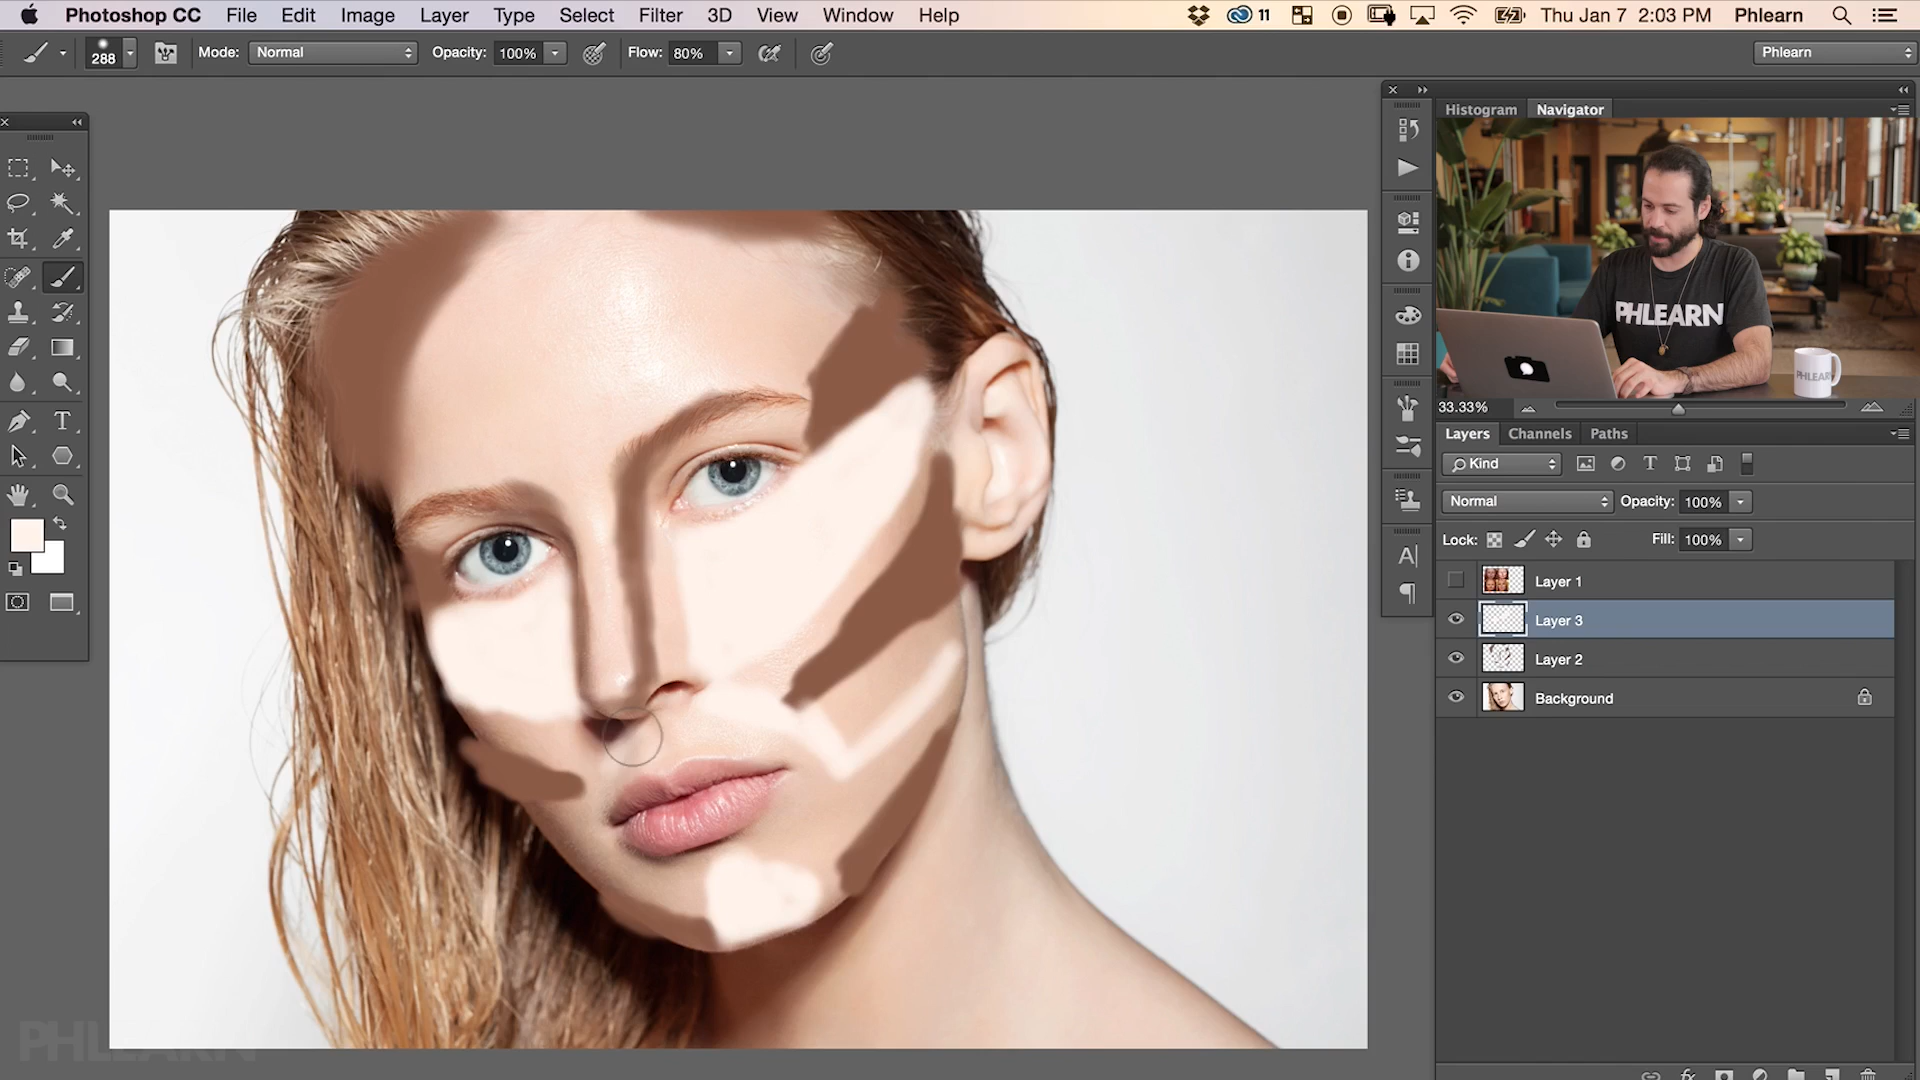 Photoshop CC File Edit Image Layer Type Select Filter 3D View Window Help 11 Thu Jan 7 2:03 PM Phlearn
288 Mode: Normal Opacity: 100% Flow: 80% Phlearn
Histogram Navigator
PHLEARN
PHLEARN
33.33%
Layers Channels Paths
Kind
Normal Opacity: 100%
Lock: Fill: 100%
Layer 1
Layer 3
Layer 2
Background
PHLEARN